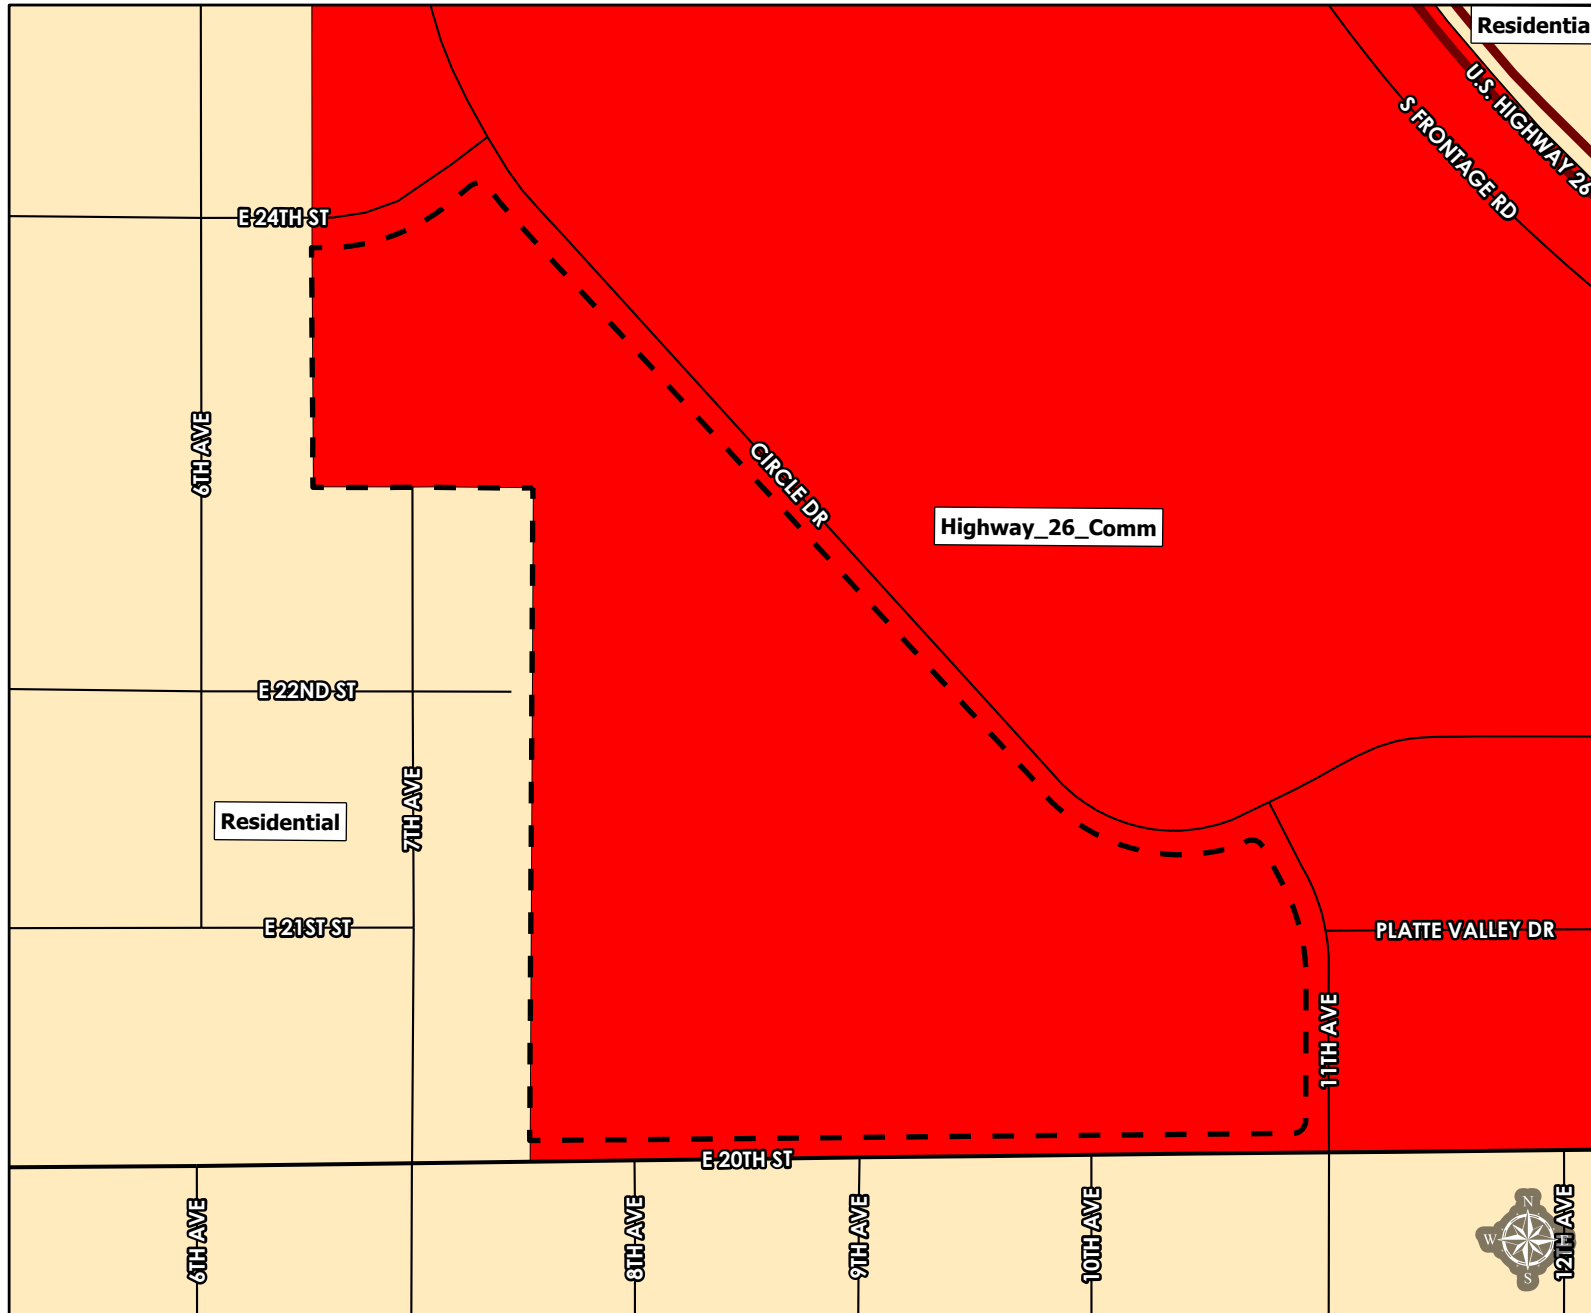 Residentia
U.S. HIGHWAY 26
S FRONTAGE RD
E 24TH ST
6TH AVE
CIRCLE DR
Highway_26_Comm
E 22ND ST
7TH AVE
Residential
E 21ST ST
PLATTE VALLEY DR
11TH AVE
E 20TH ST
6TH AVE
8TH AVE
9TH AVE
10TH AVE
12TH AVE
N
W
E
S